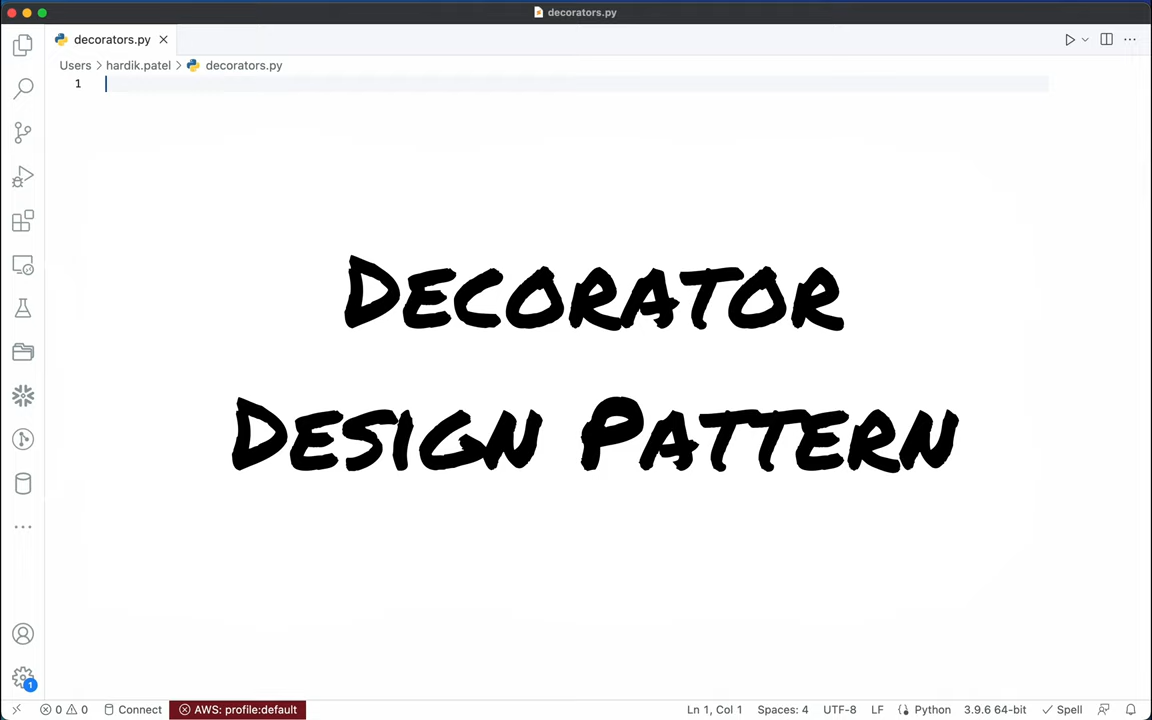 decorators.py
decorators.py
Users > hardik.patel > decorators.py
1
Decorator
Design Pattern
1
0 0 Connect AWS: profile:default Ln 1, Col 1 Spaces: 4 UTF-8 LF Python 3.9.6 64-bit Spell